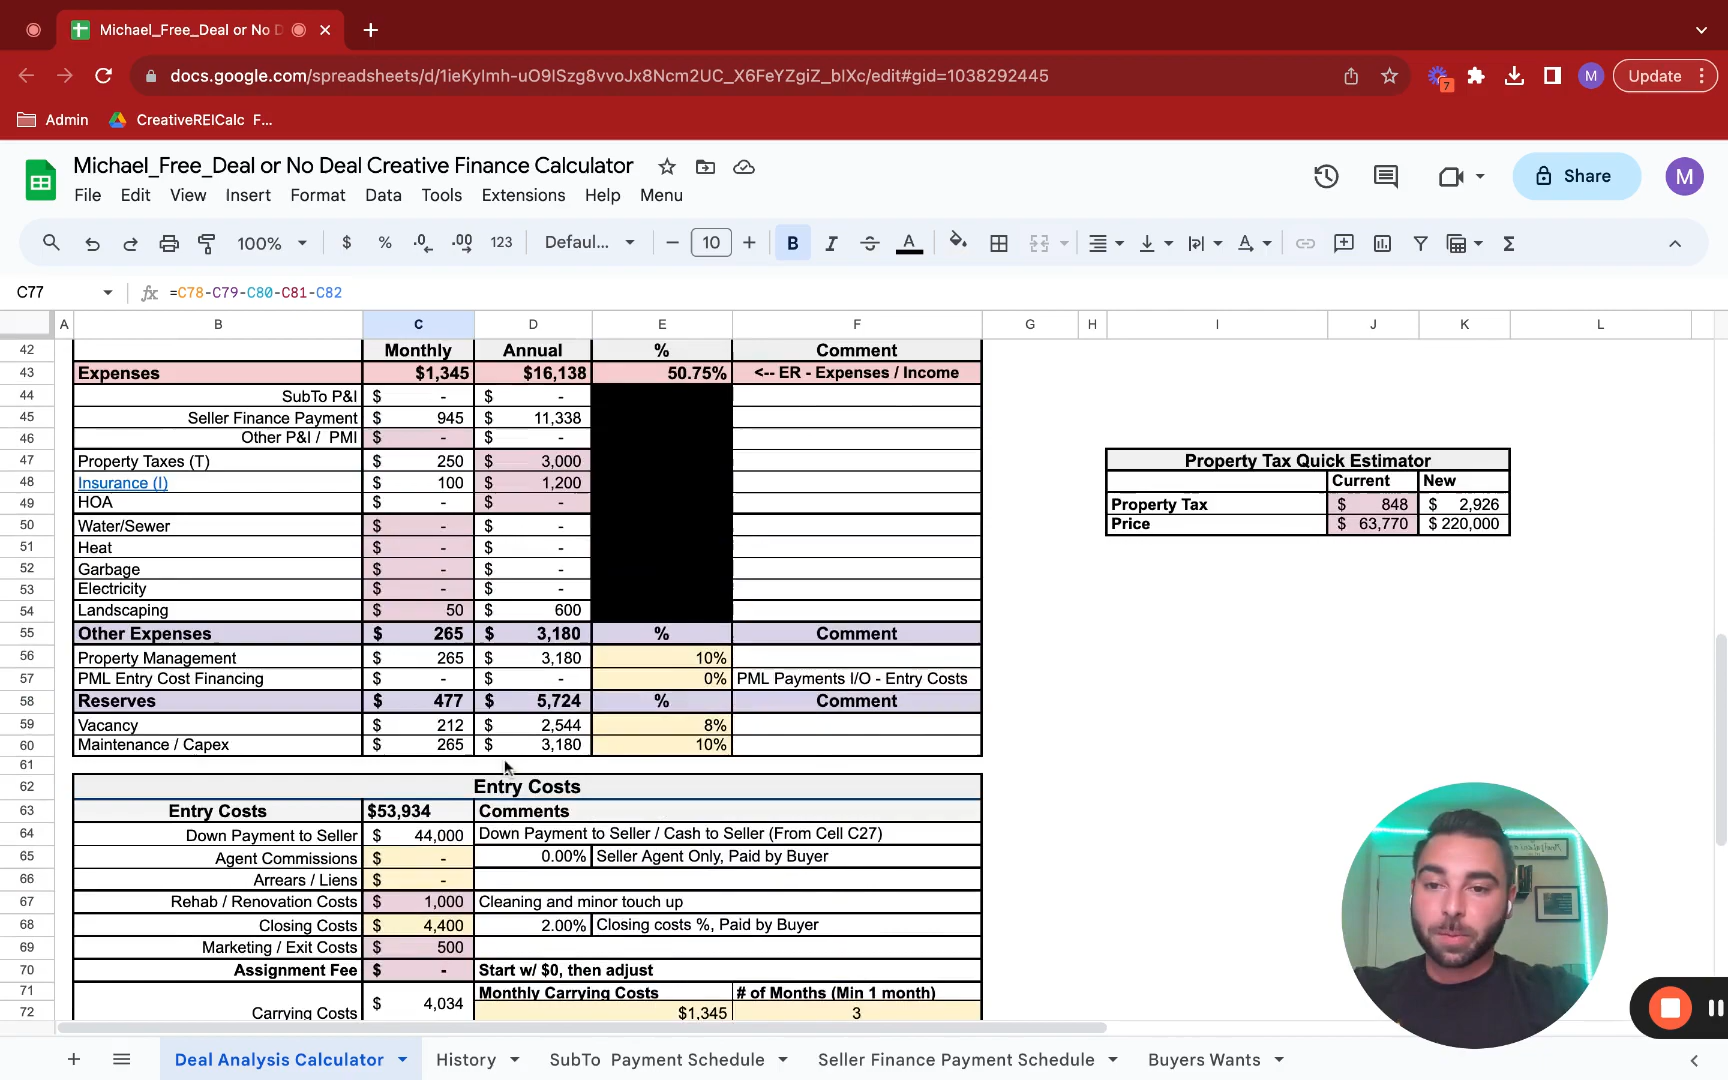 Michael_Free_Deal or No D
docs.google.com/spreadsheets/d/1ieKyImh-uO9ISzg8vvoJx8Ncm2UC_X6FeYZgiZ_bIXc/edit#gid=1038292445
7
M
Update
Admin
CreativeREICalc F...
Michael_Free_Deal or No Deal Creative Finance Calculator
File Edit View Insert Format Data Tools Extensions Help Menu
Share
M
100% $ % .0 .00 123 Defaul... 10 B I A
C77 fx =C78-C79-C80-C81-C82
A B C D E F G H I J K L
42 Monthly Annual % Comment
43 Expenses $1,345 $16,138 50.75% <-- ER - Expenses / Income
44 SubTo P&I $ - $ -
45 Seller Finance Payment $ 945 $ 11,338
46 Other P&I / PMI $ - $ -
47 Property Taxes (T) $ 250 $ 3,000
48 Insurance (I) $ 100 $ 1,200
49 HOA $ - $ -
50 Water/Sewer $ - $ -
51 Heat $ - $ -
52 Garbage $ - $ -
53 Electricity $ - $ -
54 Landscaping $ 50 $ 600
55 Other Expenses $ 265 $ 3,180 % Comment
56 Property Management $ 265 $ 3,180 10%
57 PML Entry Cost Financing $ - $ - 0% PML Payments I/O - Entry Costs
58 Reserves $ 477 $ 5,724 % Comment
59 Vacancy $ 212 $ 2,544 8%
60 Maintenance / Capex $ 265 $ 3,180 10%
61
62 Entry Costs
63 Entry Costs $53,934 Comments
64 Down Payment to Seller $ 44,000 Down Payment to Seller / Cash to Seller (From Cell C27)
65 Agent Commissions $ - 0.00% Seller Agent Only, Paid by Buyer
66 Arrears / Liens $ -
67 Rehab / Renovation Costs $ 1,000 Cleaning and minor touch up
68 Closing Costs $ 4,400 2.00% Closing costs %, Paid by Buyer
69 Marketing / Exit Costs $ 500
70 Assignment Fee $ - Start w/ $0, then adjust
71 Monthly Carrying Costs # of Months (Min 1 month)
72 Carrying Costs $ 4,034 $1,345 3
Property Tax Quick Estimator
Current New
Property Tax $ 848 $ 2,926
Price $ 63,770 $ 220,000
Deal Analysis Calculator History SubTo Payment Schedule Seller Finance Payment Schedule Buyers Wants